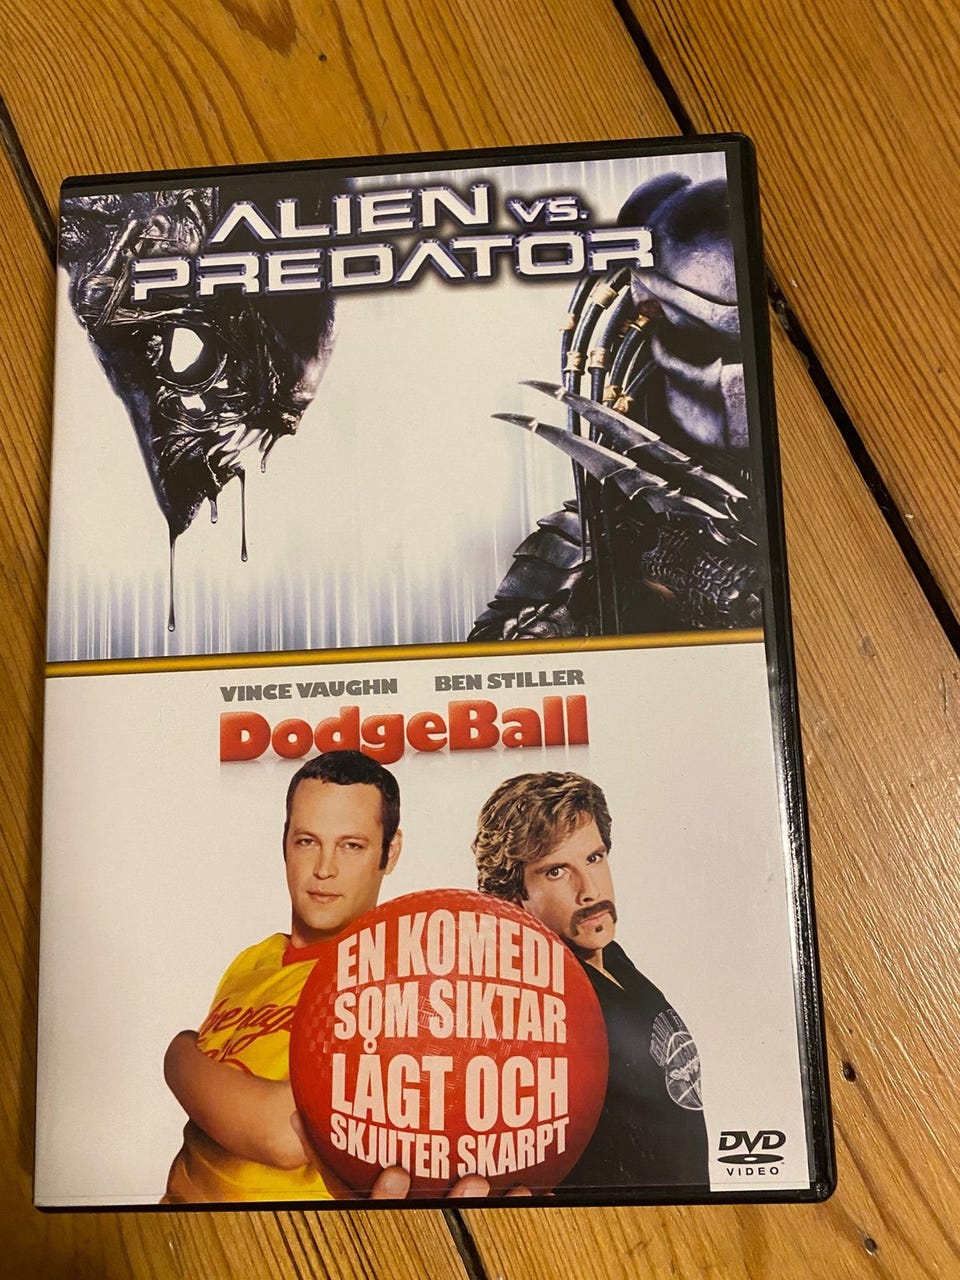 ALIEN VS.
PREDATOR
VINCE VAUGHN BEN STILLER
DodgeBall
EN KOMEDI
SOM SIKTAR
LÅGT OCH
SKJUTER SKARPT
DVD
VIDEO